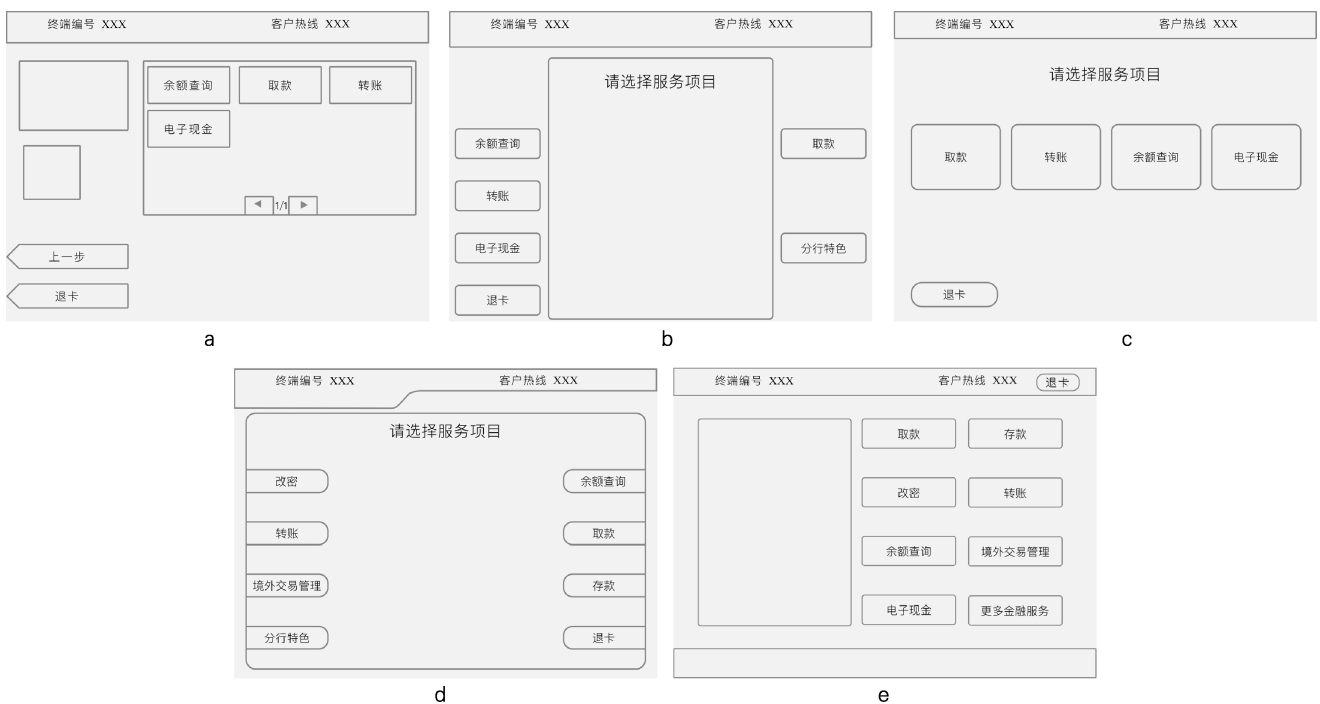 终端编号 XXX 客户热线 XXX
余额查询 取款 转账
电子现金
1/1
上一步
退卡
a
终端编号 XXX 客户热线 XXX
请选择服务项目
余额查询 取款
转账
电子现金 分行特色
退卡
b
终端编号 XXX 客户热线 XXX
请选择服务项目
取款 转账 余额查询 电子现金
退卡
c
终端编号 XXX 客户热线 XXX
请选择服务项目
改密 余额查询
转账 取款
境外交易管理 存款
分行特色 退卡
d
终端编号 XXX 客户热线 XXX 退卡
取款 存款
改密 转账
余额查询 境外交易管理
电子现金 更多金融服务
e